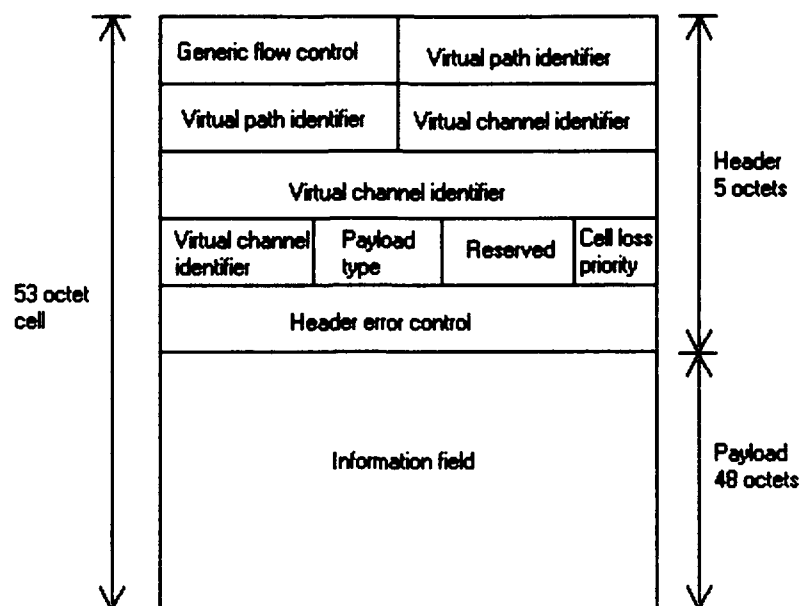 Generic flow control
Virtual path identifier
Virtual path identifier
Virtual channel identifier
Virtual channel identifier
Virtual channel
identifier
Payload
type
Reserved
Cell loss
priority
Header error control
Information field
53 octet
cell
Header
5 octets
Payload
48 octets